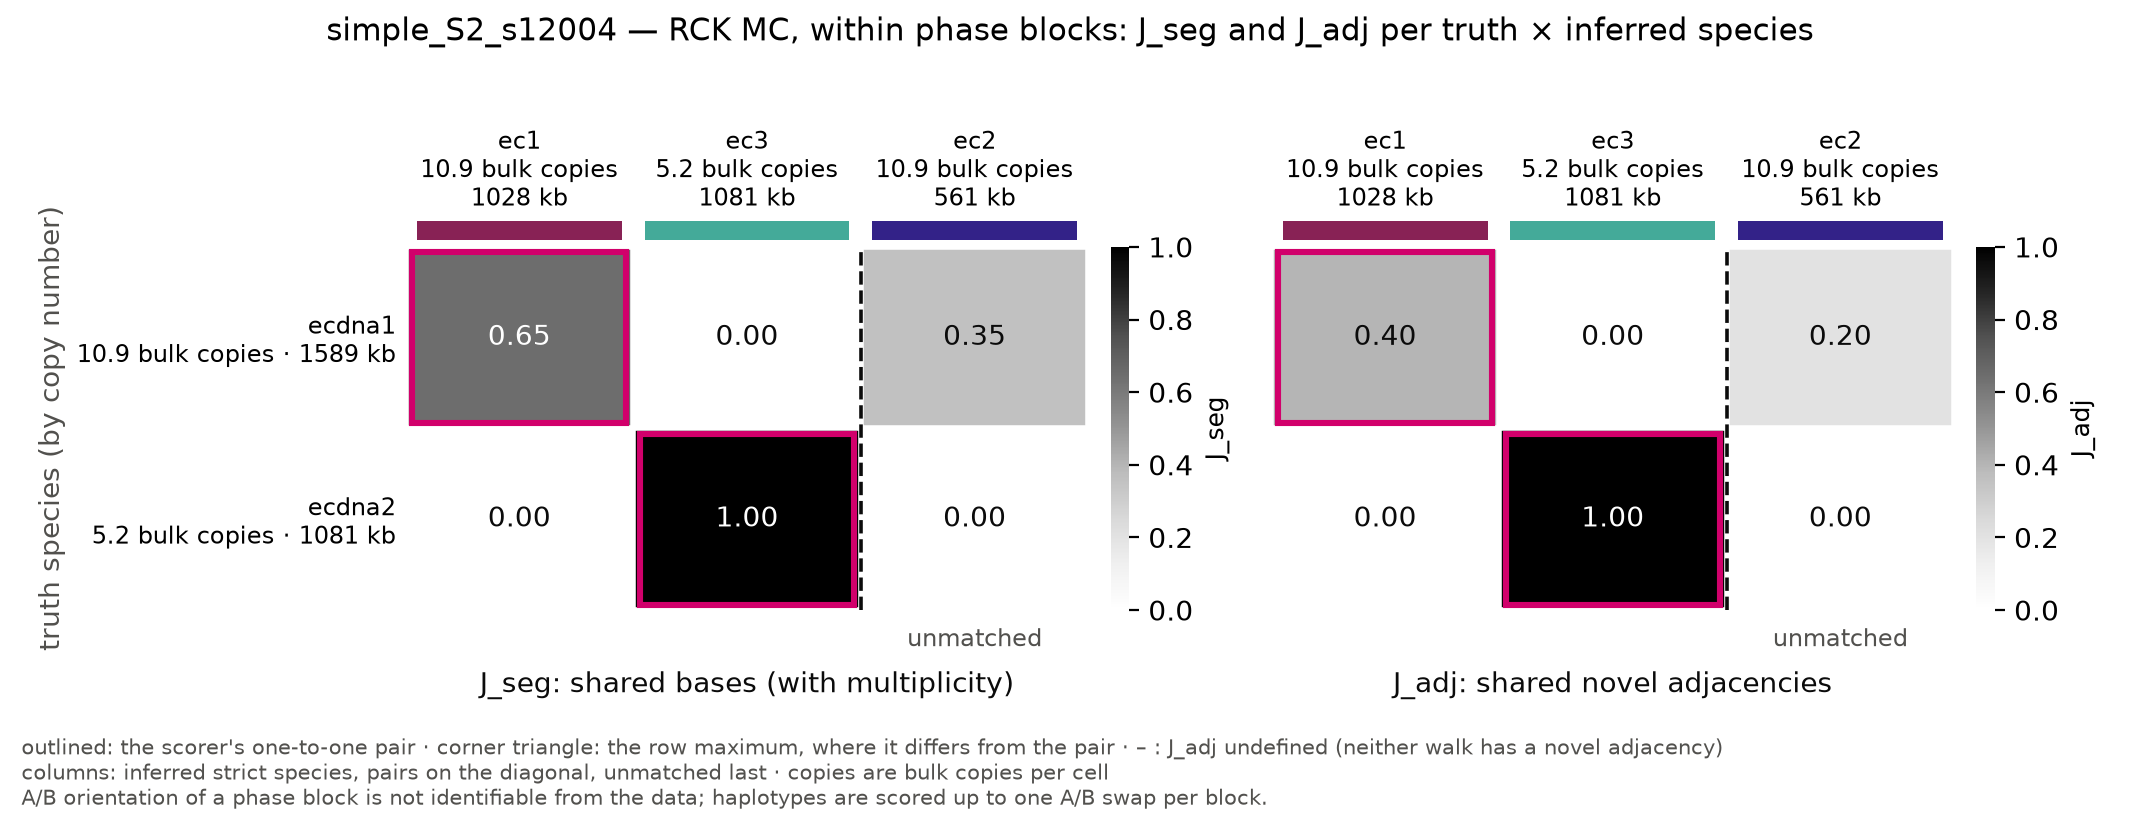 simple_S2_s12004 — RCK MC, within phase blocks: J_seg and J_adj per truth × inferred species
ec1
10.9 bulk copies
1028 kb
ec3
5.2 bulk copies
1081 kb
ec2
10.9 bulk copies
561 kb
ec1
10.9 bulk copies
1028 kb
ec3
5.2 bulk copies
1081 kb
ec2
10.9 bulk copies
561 kb
truth species (by copy number)
ecdna1
10.9 bulk copies · 1589 kb
ecdna2
5.2 bulk copies · 1081 kb
0.65 0.00 0.35
0.00 1.00 0.00
1.0
0.8
0.6
0.4
0.2
0.0
J_seg
0.40 0.00 0.20
0.00 1.00 0.00
1.0
0.8
0.6
0.4
0.2
0.0
J_adj
unmatched
unmatched
J_seg: shared bases (with multiplicity)
J_adj: shared novel adjacencies
outlined: the scorer's one-to-one pair · corner triangle: the row maximum, where it differs from the pair · – : J_adj undefined (neither walk has a novel adjacency)
columns: inferred strict species, pairs on the diagonal, unmatched last · copies are bulk copies per cell
A/B orientation of a phase block is not identifiable from the data; haplotypes are scored up to one A/B swap per block.